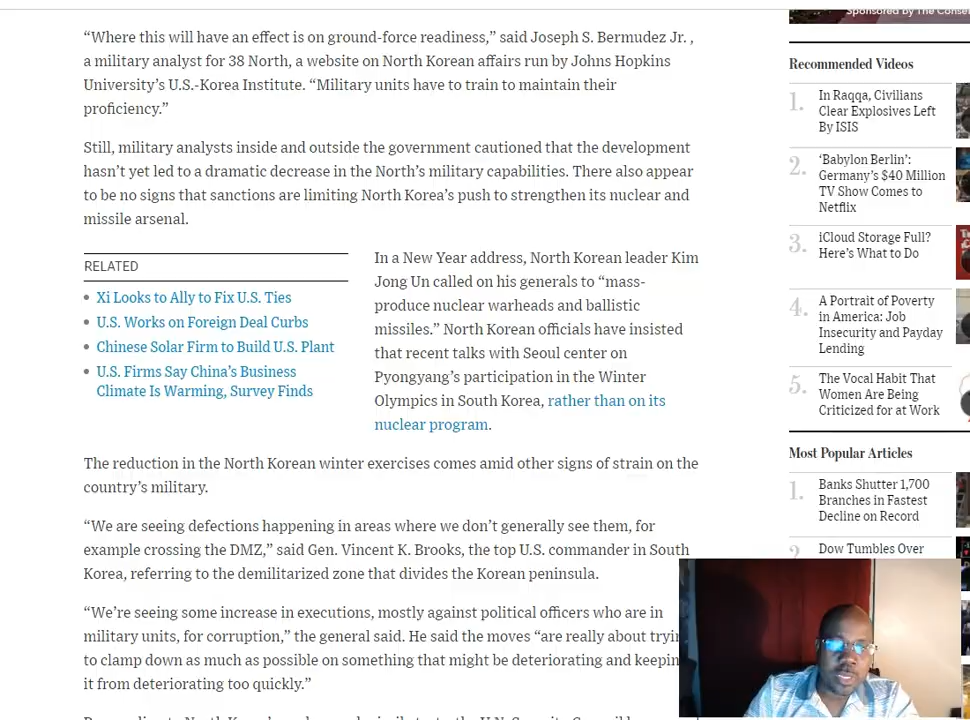 Sponsored by The Conser
“Where this will have an effect is on ground-force readiness,” said Joseph S. Bermudez Jr. ,
a military analyst for 38 North, a website on North Korean affairs run by Johns Hopkins
University’s U.S.-Korea Institute. “Military units have to train to maintain their
proficiency.”
Still, military analysts inside and outside the government cautioned that the development
hasn’t yet led to a dramatic decrease in the North’s military capabilities. There also appear
to be no signs that sanctions are limiting North Korea’s push to strengthen its nuclear and
missile arsenal.
RELATED
• Xi Looks to Ally to Fix U.S. Ties
• U.S. Works on Foreign Deal Curbs
• Chinese Solar Firm to Build U.S. Plant
• U.S. Firms Say China’s Business
Climate Is Warming, Survey Finds
In a New Year address, North Korean leader Kim
Jong Un called on his generals to “mass-
produce nuclear warheads and ballistic
missiles.” North Korean officials have insisted
that recent talks with Seoul center on
Pyongyang’s participation in the Winter
Olympics in South Korea, rather than on its
nuclear program.
The reduction in the North Korean winter exercises comes amid other signs of strain on the
country’s military.
“We are seeing defections happening in areas where we don’t generally see them, for
example crossing the DMZ,” said Gen. Vincent K. Brooks, the top U.S. commander in South
Korea, referring to the demilitarized zone that divides the Korean peninsula.
“We’re seeing some increase in executions, mostly against political officers who are in
military units, for corruption,” the general said. He said the moves “are really about tryin
to clamp down as much as possible on something that might be deteriorating and keepin
it from deteriorating too quickly.”
Recommended Videos
1. In Raqqa, Civilians
Clear Explosives Left
By ISIS
2. ‘Babylon Berlin’:
Germany’s $40 Million
TV Show Comes to
Netflix
3. iCloud Storage Full?
Here’s What to Do
4. A Portrait of Poverty
in America: Job
Insecurity and Payday
Lending
5. The Vocal Habit That
Women Are Being
Criticized for at Work
Most Popular Articles
1. Banks Shutter 1,700
Branches in Fastest
Decline on Record
2 Dow Tumbles Over